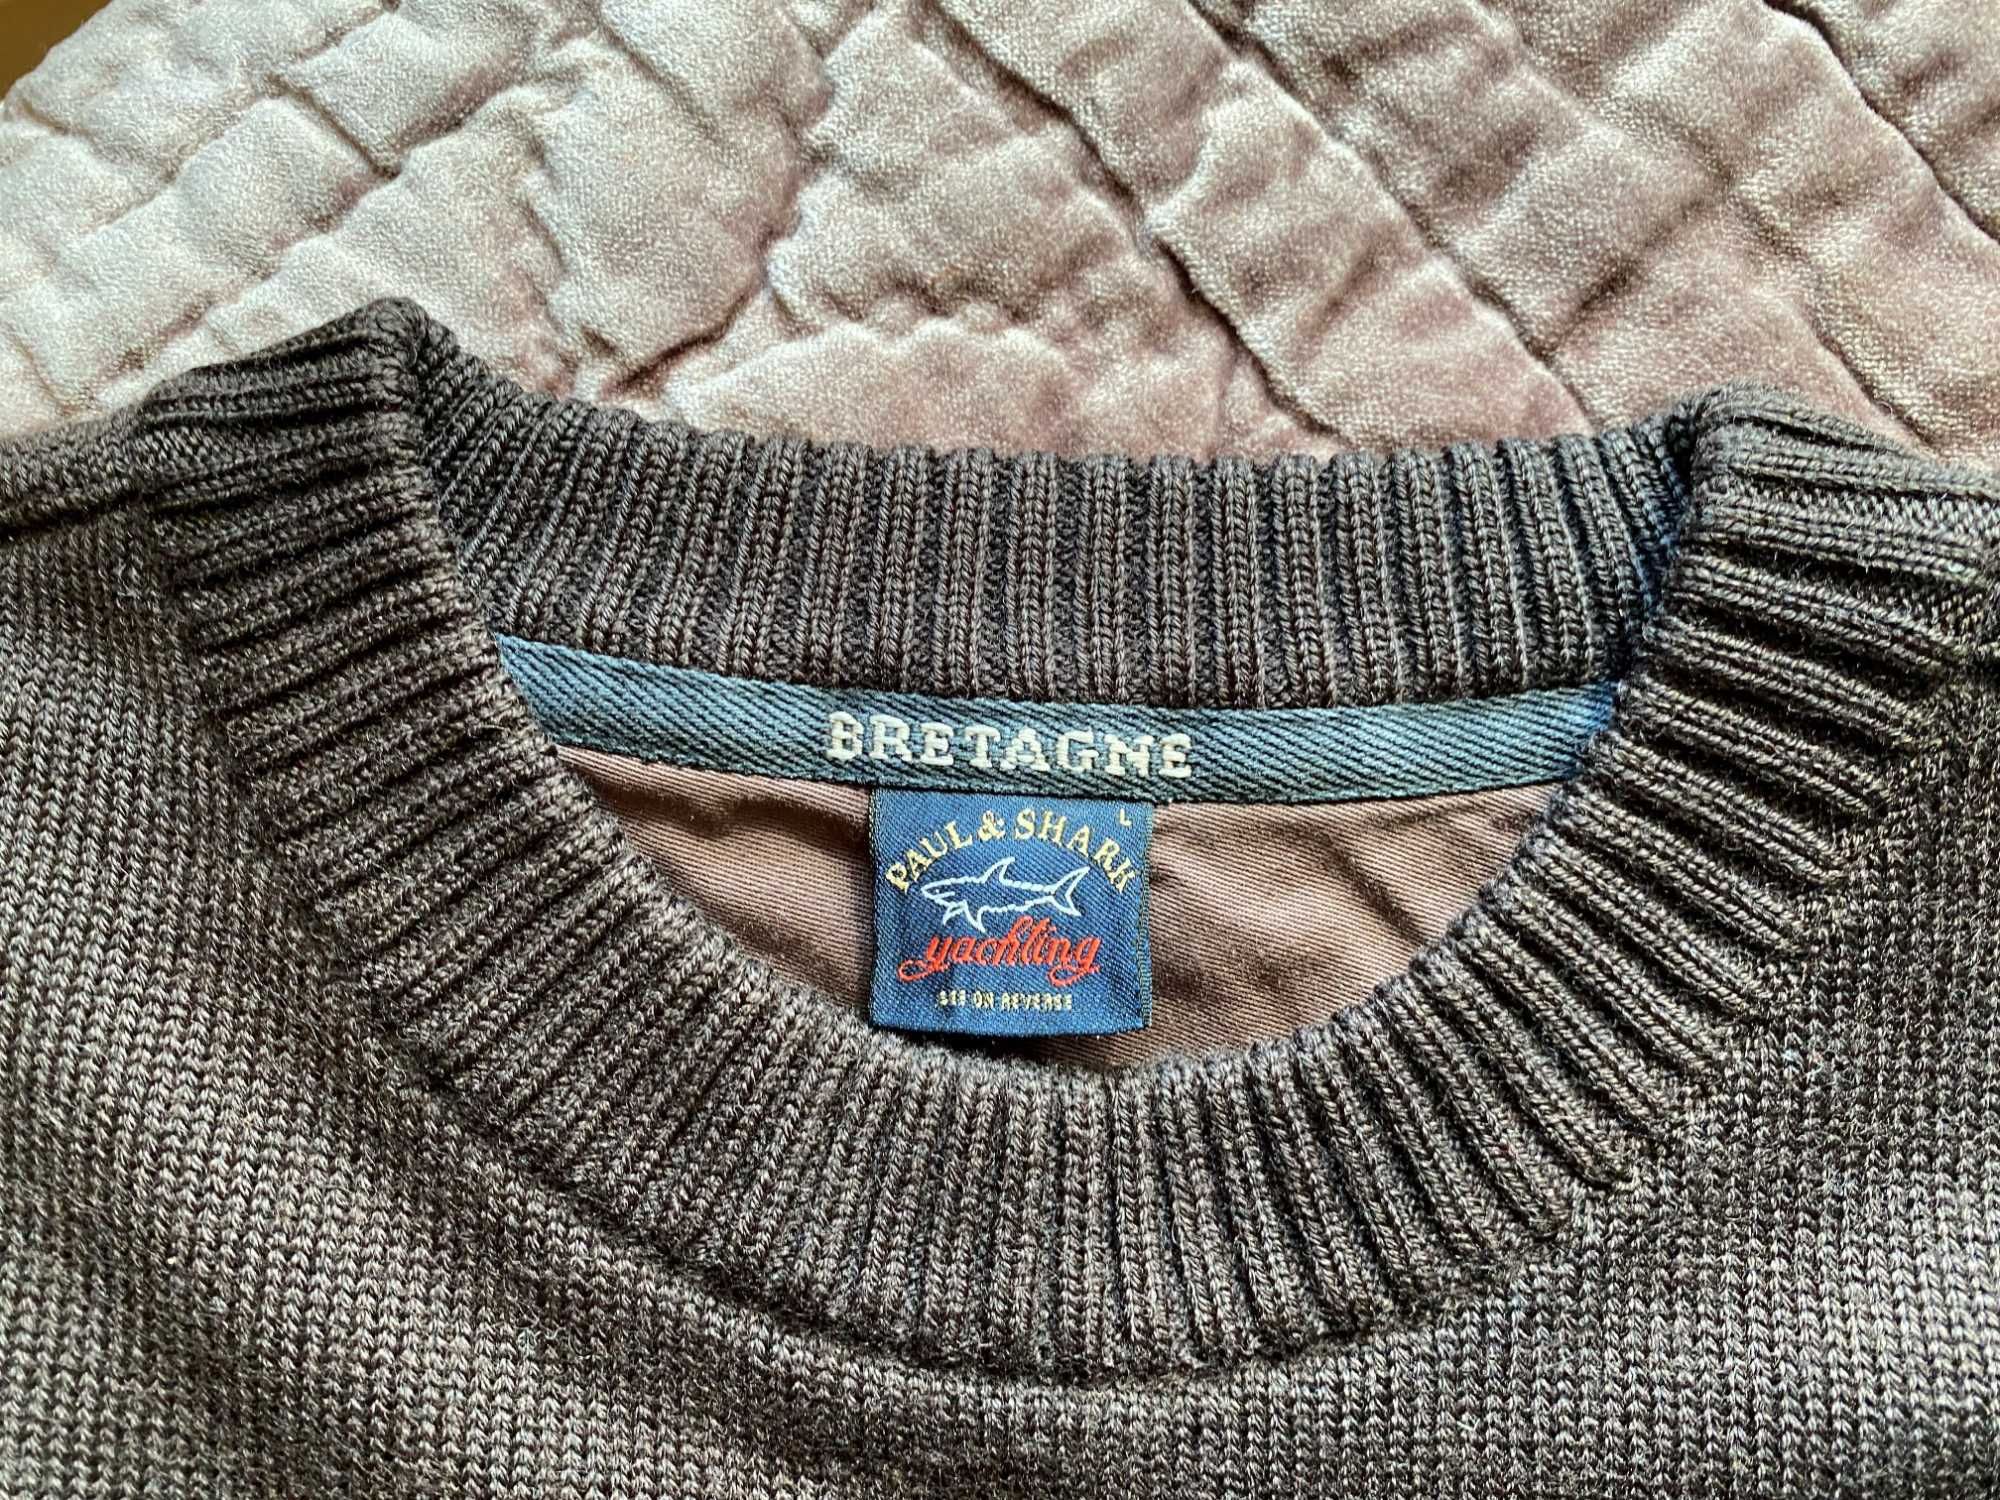 BRETAGNE
L
PAUL & SHARK
yachting
SEE ON REVERSE